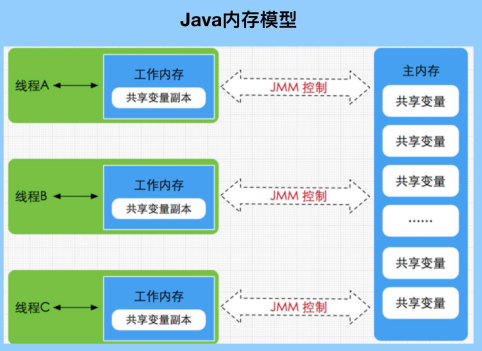 Java内存模型
线程A
工作内存
共享变量副本
JMM 控制
线程B
工作内存
共享变量副本
JMM 控制
线程C
工作内存
共享变量副本
JMM 控制
主内存
共享变量
共享变量
共享变量
······
共享变量
共享变量